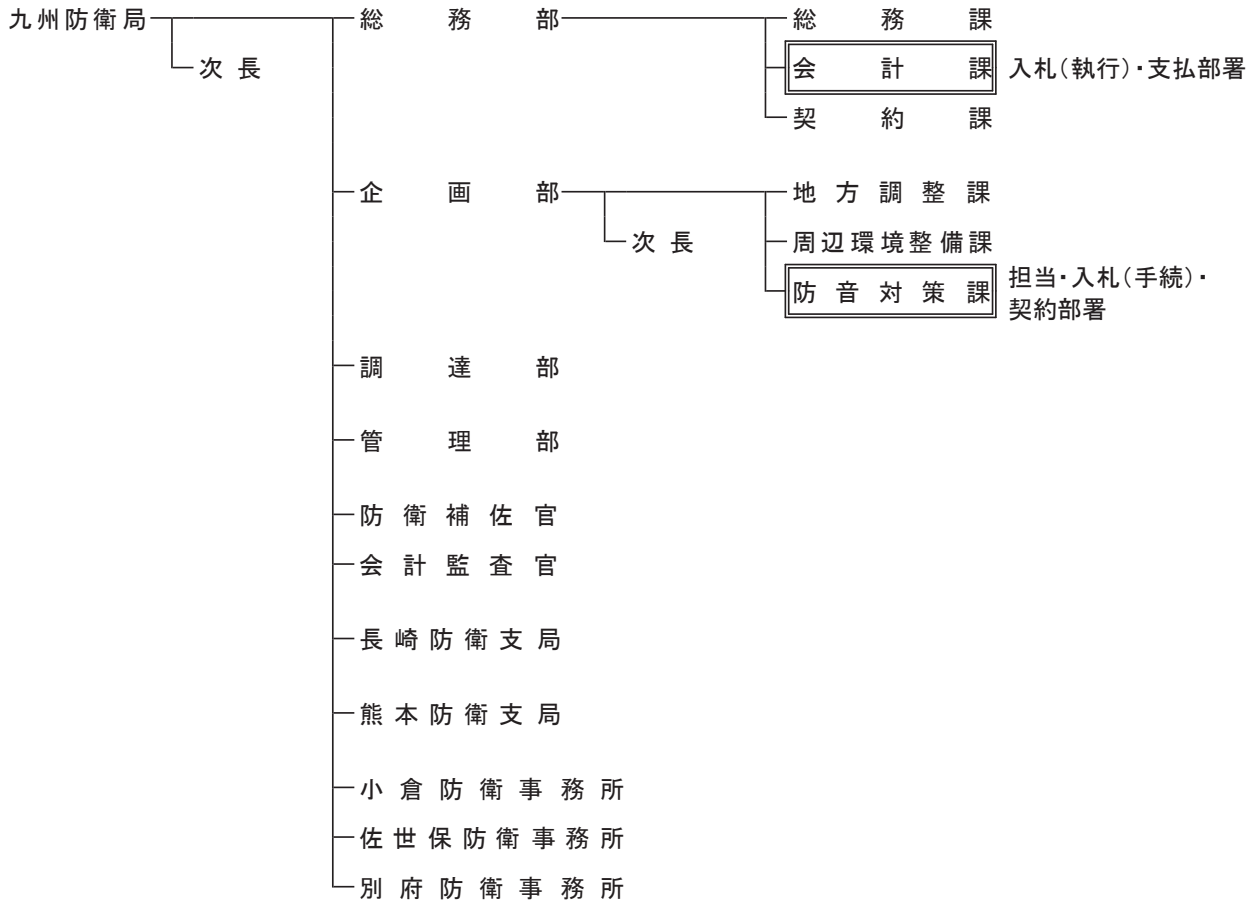 九州防衛局 総務部 総務課
次長 会計課 入札(執行)・支払部署
契約課
企画部 地方調整課
次長 周辺環境整備課
防音対策課 担当・入札(手続)・
契約部署
調達部
管理部
防衛補佐官
会計監査官
長崎防衛支局
熊本防衛支局
小倉防衛事務所
佐世保防衛事務所
別府防衛事務所